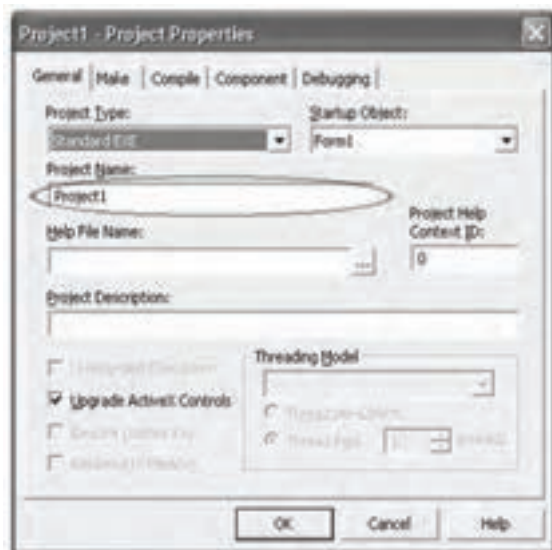 Project1 - Project Properties
General Make Compile Component Debugging
Project Type:
Startup Object:
Standard EXE
Form1
Project Name:
Project1
Project Help Context ID:
Help File Name:
0
...
Project Description:
Threading Model
Upgrade ActiveX Controls
OK Cancel Help